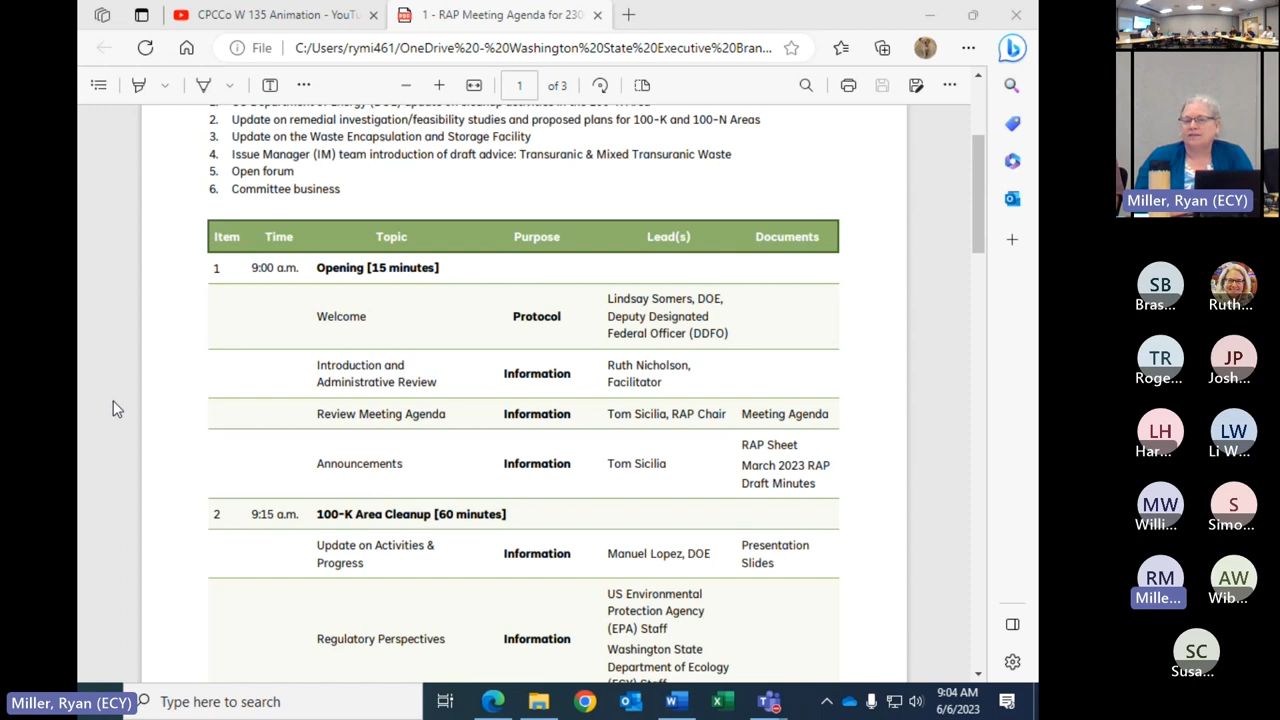 CPCCo W 135 Animation - YouTu
1 - RAP Meeting Agenda for 230
File
C:/Users/rymi461/OneDrive%20-%20Washington%20State%20Executive%20Bran...
1
of 3
2. Update on remedial investigation/feasibility studies and proposed plans for 100-K and 100-N Areas
3. Update on the Waste Encapsulation and Storage Facility
4. Issue Manager (IM) team introduction of draft advice: Transuranic & Mixed Transuranic Waste
5. Open forum
6. Committee business
Item Time Topic Purpose Lead(s) Documents
1 9:00 a.m. Opening [15 minutes]
Lindsay Somers, DOE,
Welcome Protocol Deputy Designated
Federal Officer (DDFO)
Introduction and
Administrative Review
Information
Ruth Nicholson,
Facilitator
Review Meeting Agenda Information Tom Sicilia, RAP Chair Meeting Agenda
Announcements Information Tom Sicilia
RAP Sheet
March 2023 RAP
Draft Minutes
2 9:15 a.m. 100-K Area Cleanup [60 minutes]
Update on Activities &
Progress
Information
Manuel Lopez, DOE
Presentation
Slides
Regulatory Perspectives Information
US Environmental
Protection Agency
(EPA) Staff
Washington State
Department of Ecology
Miller, Ryan (ECY)
SB
Bras...
Ruth...
TR
Roge...
JP
Josh...
LH
Har...
LW
Li W...
MW
Willi...
S
Simo...
RM
Mille...
AW
Wib...
SC
Susa...
Miller, Ryan (ECY)
Type here to search
9:04 AM
6/6/2023